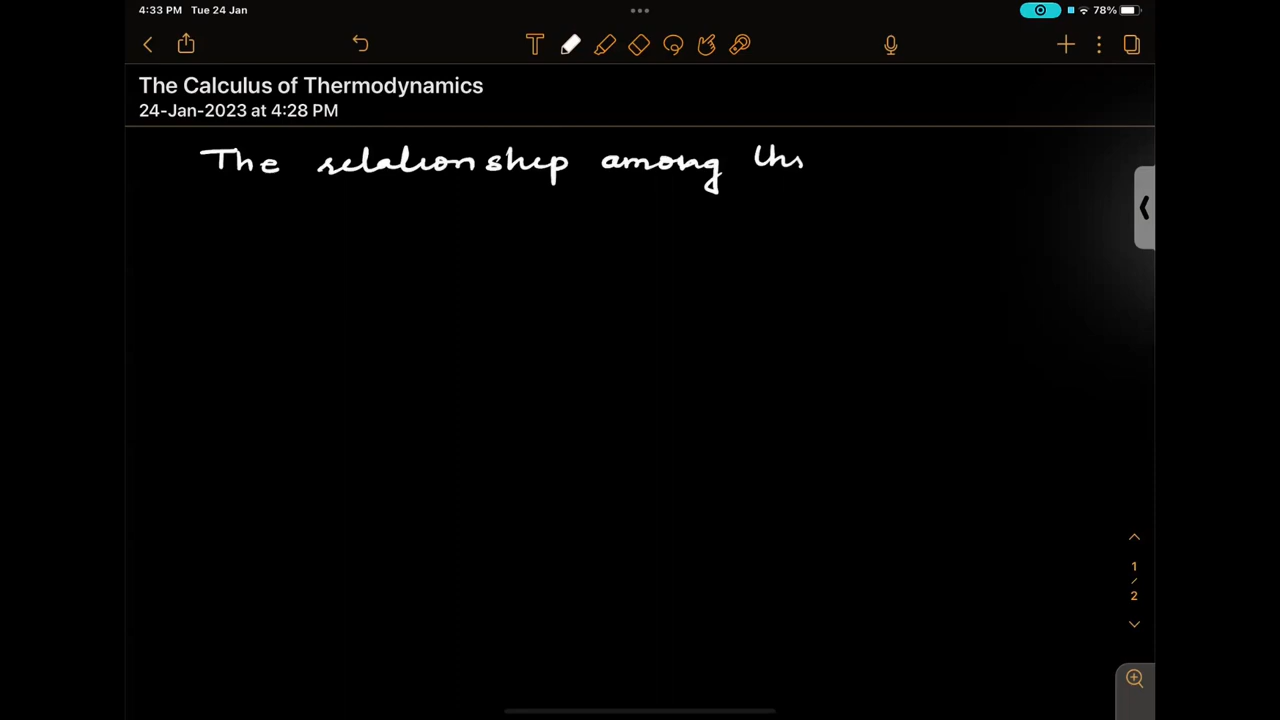 4:33 PM Tue 24 Jan
78%
The Calculus of Thermodynamics
24-Jan-2023 at 4:28 PM
The relationship among
1
2